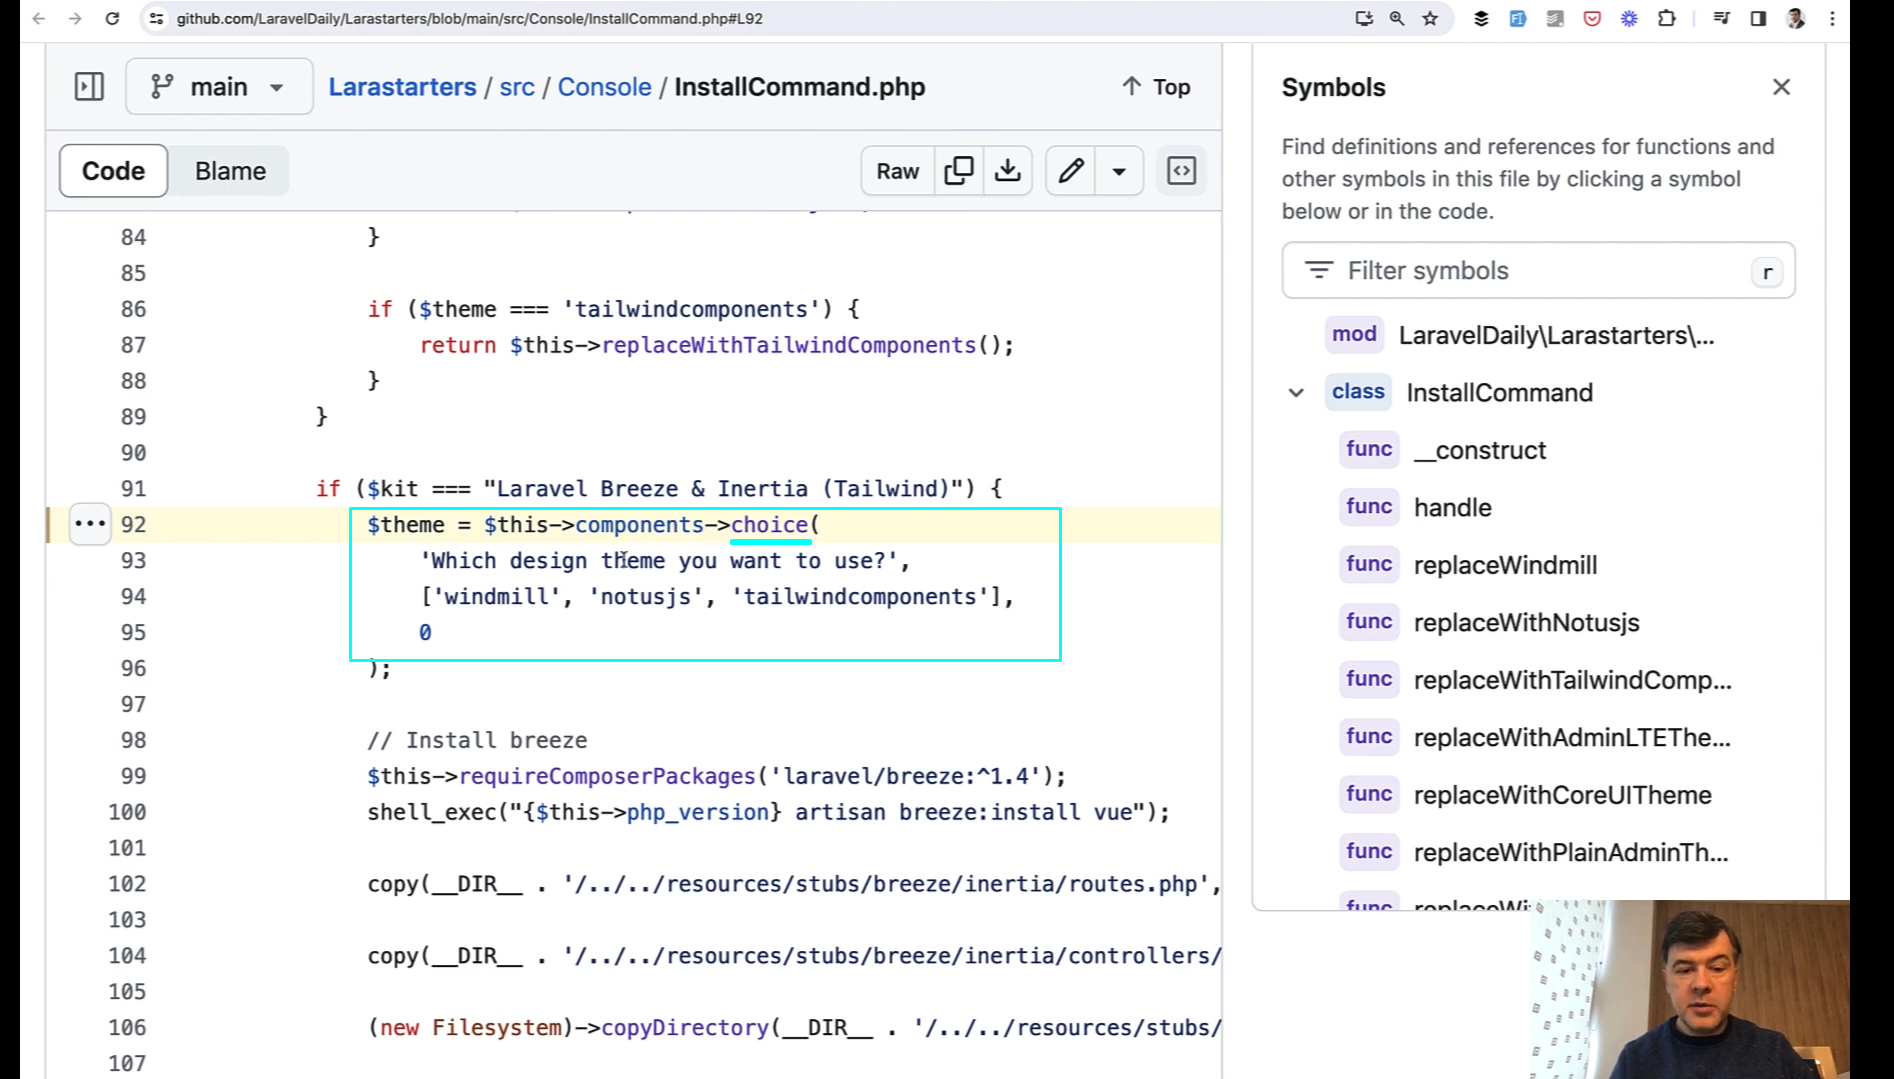 github.com/LaravelDaily/Larastarters/blob/main/src/Console/InstallCommand.php#L92
main
Larastarters / src / Console / InstallCommand.php
Top
Code
Blame
Raw
84 }
85
86 if ($theme === 'tailwindcomponents') {
87 return $this->replaceWithTailwindComponents();
88 }
89 }
90
91 if ($kit === "Laravel Breeze & Inertia (Tailwind)") {
92 $theme = $this->components->choice(
93 'Which design theme you want to use?',
94 ['windmill', 'notusjs', 'tailwindcomponents'],
95 0
96 );
97
98 // Install breeze
99 $this->requireComposerPackages('laravel/breeze:^1.4');
100 shell_exec("{$this->php_version} artisan breeze:install vue");
101
102 copy(__DIR__ . '/../../resources/stubs/breeze/inertia/routes.php',
103
104 copy(__DIR__ . '/../../resources/stubs/breeze/inertia/controllers/
105
106 (new Filesystem)->copyDirectory(__DIR__ . '/../../resources/stubs/
107
Symbols
Find definitions and references for functions and
other symbols in this file by clicking a symbol
below or in the code.
Filter symbols r
mod LaravelDaily\Larastarters\...
class InstallCommand
func __construct
func handle
func replaceWindmill
func replaceWithNotusjs
func replaceWithTailwindComp...
func replaceWithAdminLTEThe...
func replaceWithCoreUITheme
func replaceWithPlainAdminTh...
func